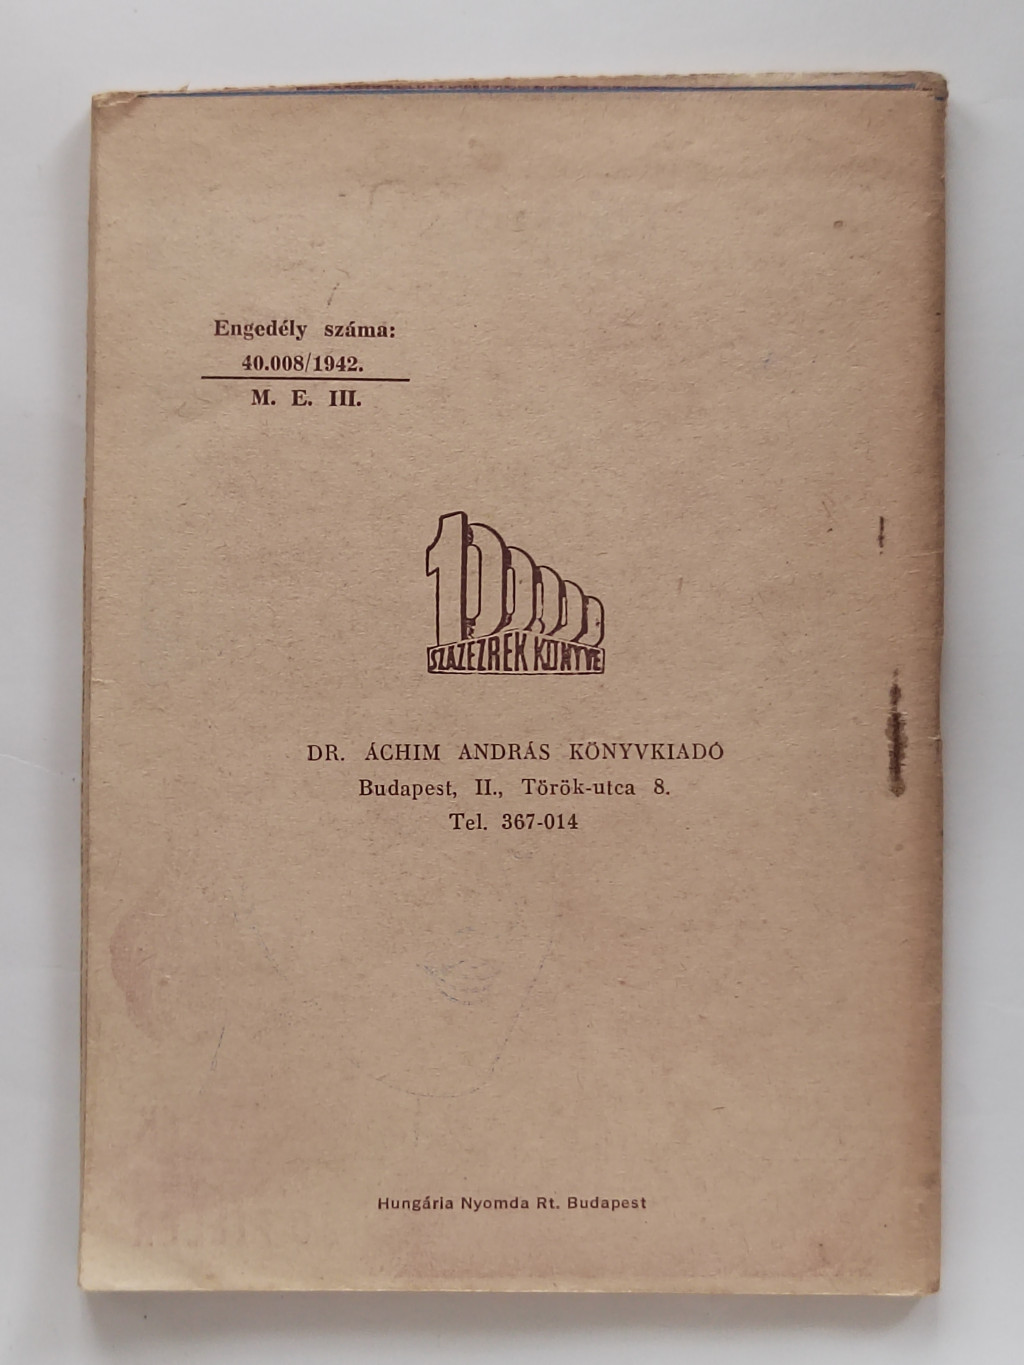 Engedély száma:
40.008/1942.
M. E. III.
100000
SZÁZEZREK KÖNYVE
DR. ÁCHIM ANDRÁS KÖNYVKIADÓ
Budapest, II., Török-utca 8.
Tel. 367-014
Hungária Nyomda Rt. Budapest